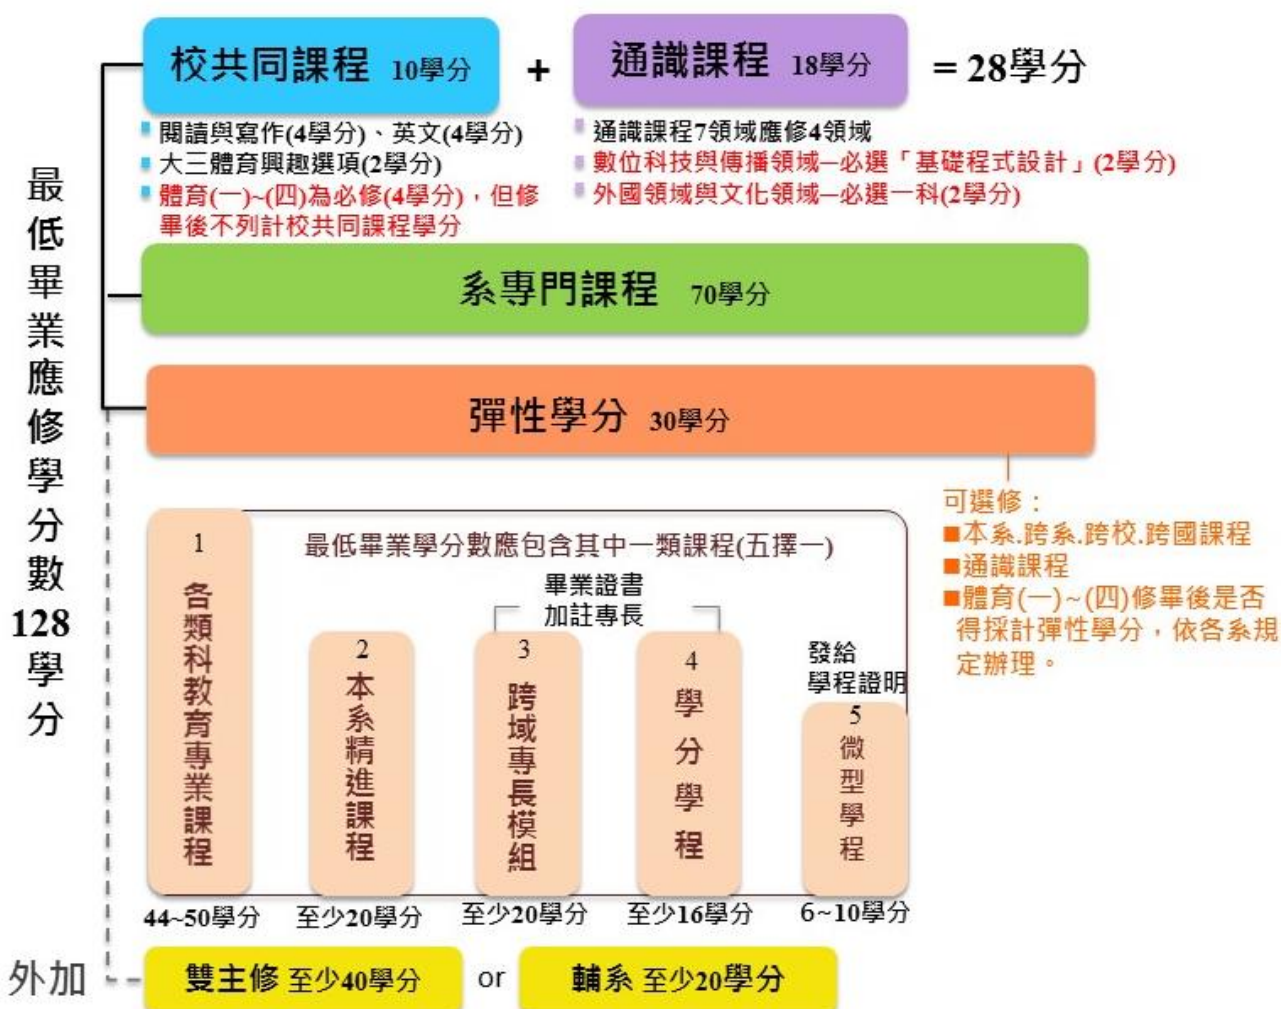 最低畢業應修學分數128學分
校共同課程 10學分 + 通識課程 18學分 = 28學分
閱讀與寫作(4學分)、英文(4學分)
大三體育興趣選項(2學分)
體育(一)~(四)為必修(4學分)，但修
畢後不列計校共同課程學分
通識課程7領域應修4領域
數位科技與傳播領域─必選「基礎程式設計」(2學分)
外國領域與文化領域─必選一科(2學分)
系專門課程 70學分
彈性學分 30學分
可選修：
■本系.跨系.跨校.跨國課程
■通識課程
■體育(一)~(四)修畢後是否
得採計彈性學分，依各系規
定辦理。
最低畢業學分數應包含其中一類課程(五擇一)
畢業證書
加註專長
發給
學程證明
1 各類科教育專業課程
2 本系精進課程
3 跨域專長模組
4 學分學程
5 微型學程
44~50學分
至少20學分
至少20學分
至少16學分
6~10學分
外加
雙主修 至少40學分 or 輔系 至少20學分